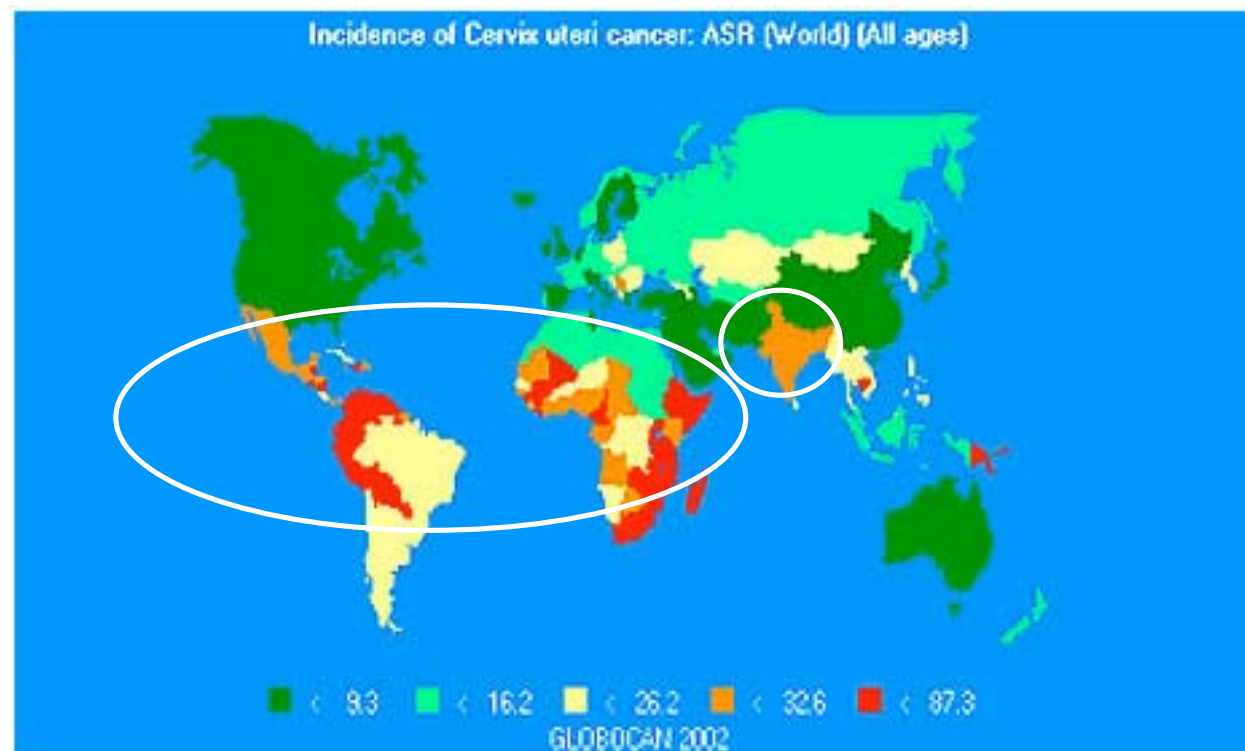 Incidence of Cervix uteri cancer: ASR (World) (All ages)
< 9.3 < 16.2 < 26.2 < 32.6 < 87.3
GLOBOCAN 2002